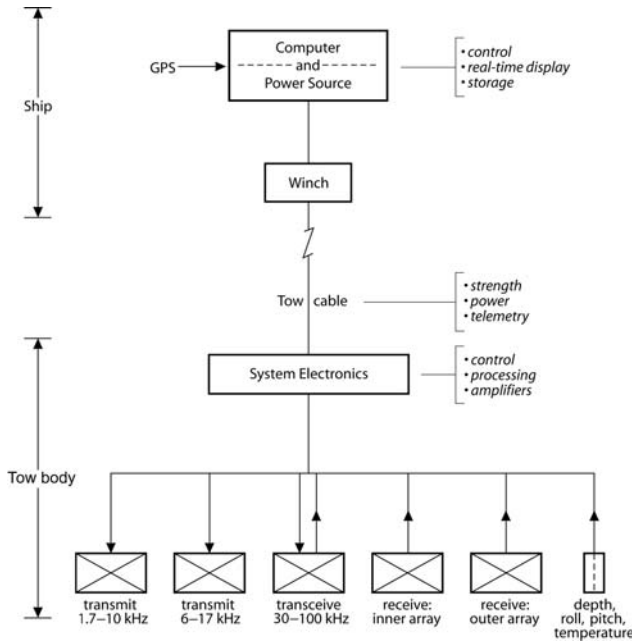 Computer
and
Power Source
GPS
• control
• real-time display
• storage
Ship
Winch
Tow cable
• strength
• power
• telemetry
System Electronics
• control
• processing
• amplifiers
Tow body
transmit
1.7–10 kHz
transmit
6–17 kHz
transceive
30–100 kHz
receive:
inner array
receive:
outer array
depth,
roll, pitch,
temperature